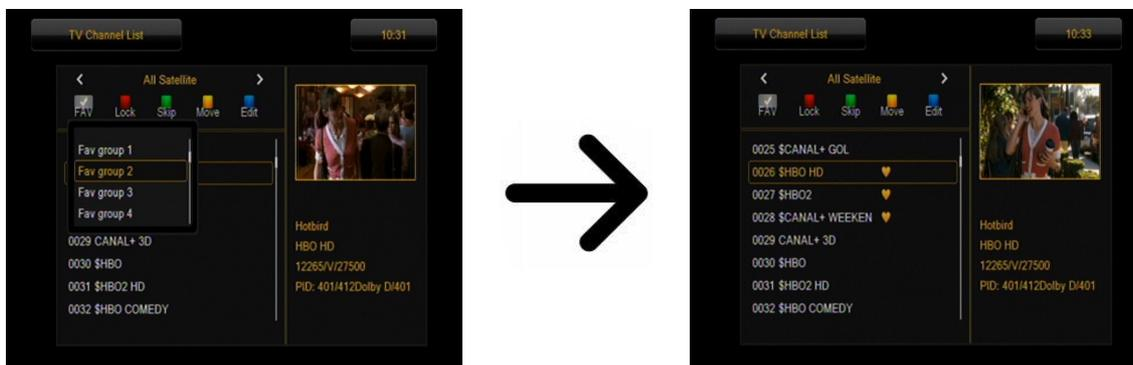 TV Channel List
10:31
All Satellite
FAV Lock Skip Move Edit
Fav group 1
Fav group 2
Fav group 3
Fav group 4
0029 CANAL+ 3D
0030 $HBO
0031 $HBO2 HD
0032 $HBO COMEDY
Hotbird
HBO HD
12265/V/27500
PID: 401/412Dolby D/401
TV Channel List
10:33
All Satellite
FAV Lock Skip Move Edit
0025 $CANAL+ GOL
0026 $HBO HD
0027 $HBO2
0028 $CANAL+ WEEKEN
0029 CANAL+ 3D
0030 $HBO
0031 $HBO2 HD
0032 $HBO COMEDY
Hotbird
HBO HD
12265/V/27500
PID: 401/412Dolby D/401